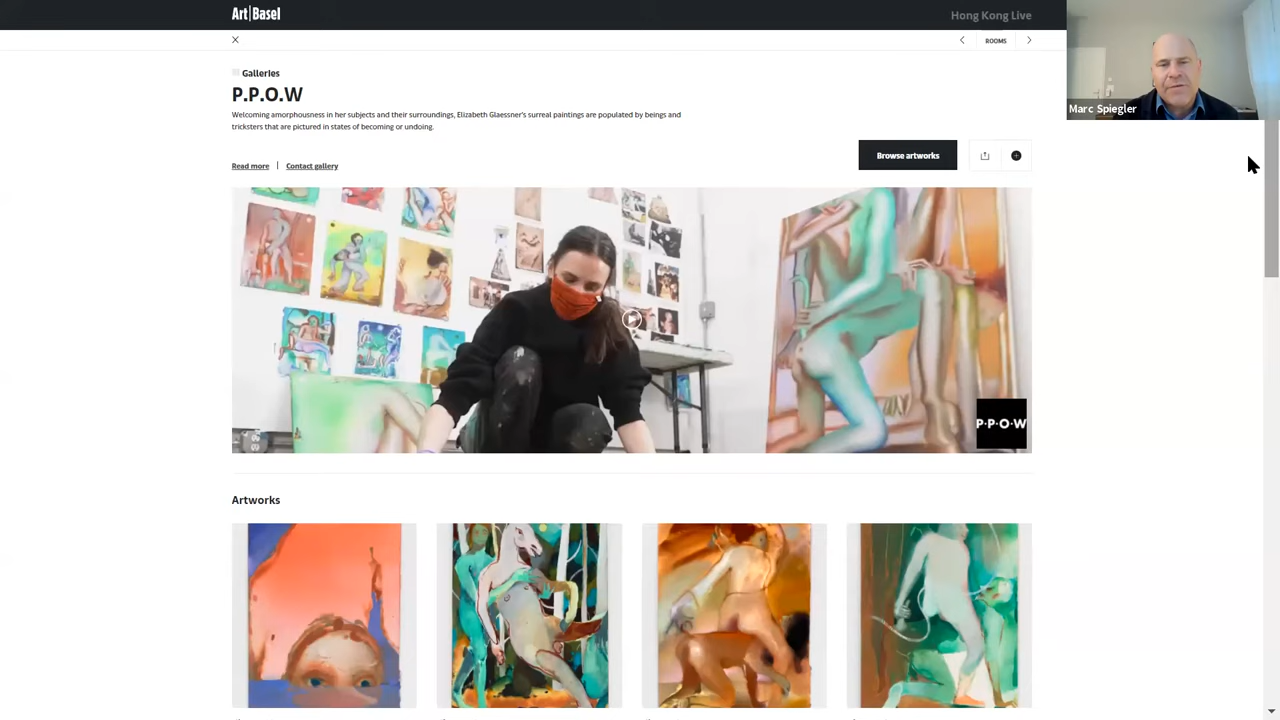 Art|Basel
Hong Kong Live
ROOMS
Galleries
P.P.O.W
Welcoming amorphousness in her subjects and their surroundings, Elizabeth Glaessner's surreal paintings are populated by beings and
tricksters that are pictured in states of becoming or undoing.
Read more | Contact gallery
Browse artworks
Marc Spiegler
P·P·O·W
Artworks